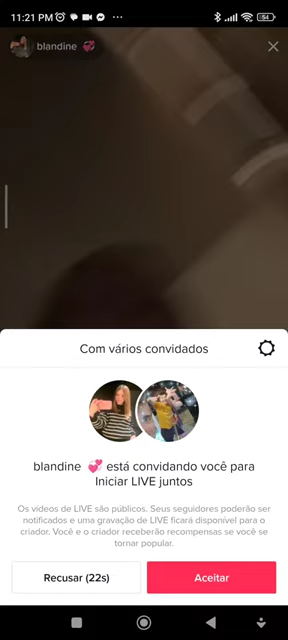 11:21 PM
54
blandine 💞
Com vários convidados
blandine 💞 está convidando você para
Iniciar LIVE juntos
Os vídeos de LIVE são públicos. Seus seguidores poderão ser
notificados e uma gravação de LIVE ficará disponível para o
criador. Você e o criador receberão recompensas se você se
tornar popular.
Recusar (22s)
Aceitar